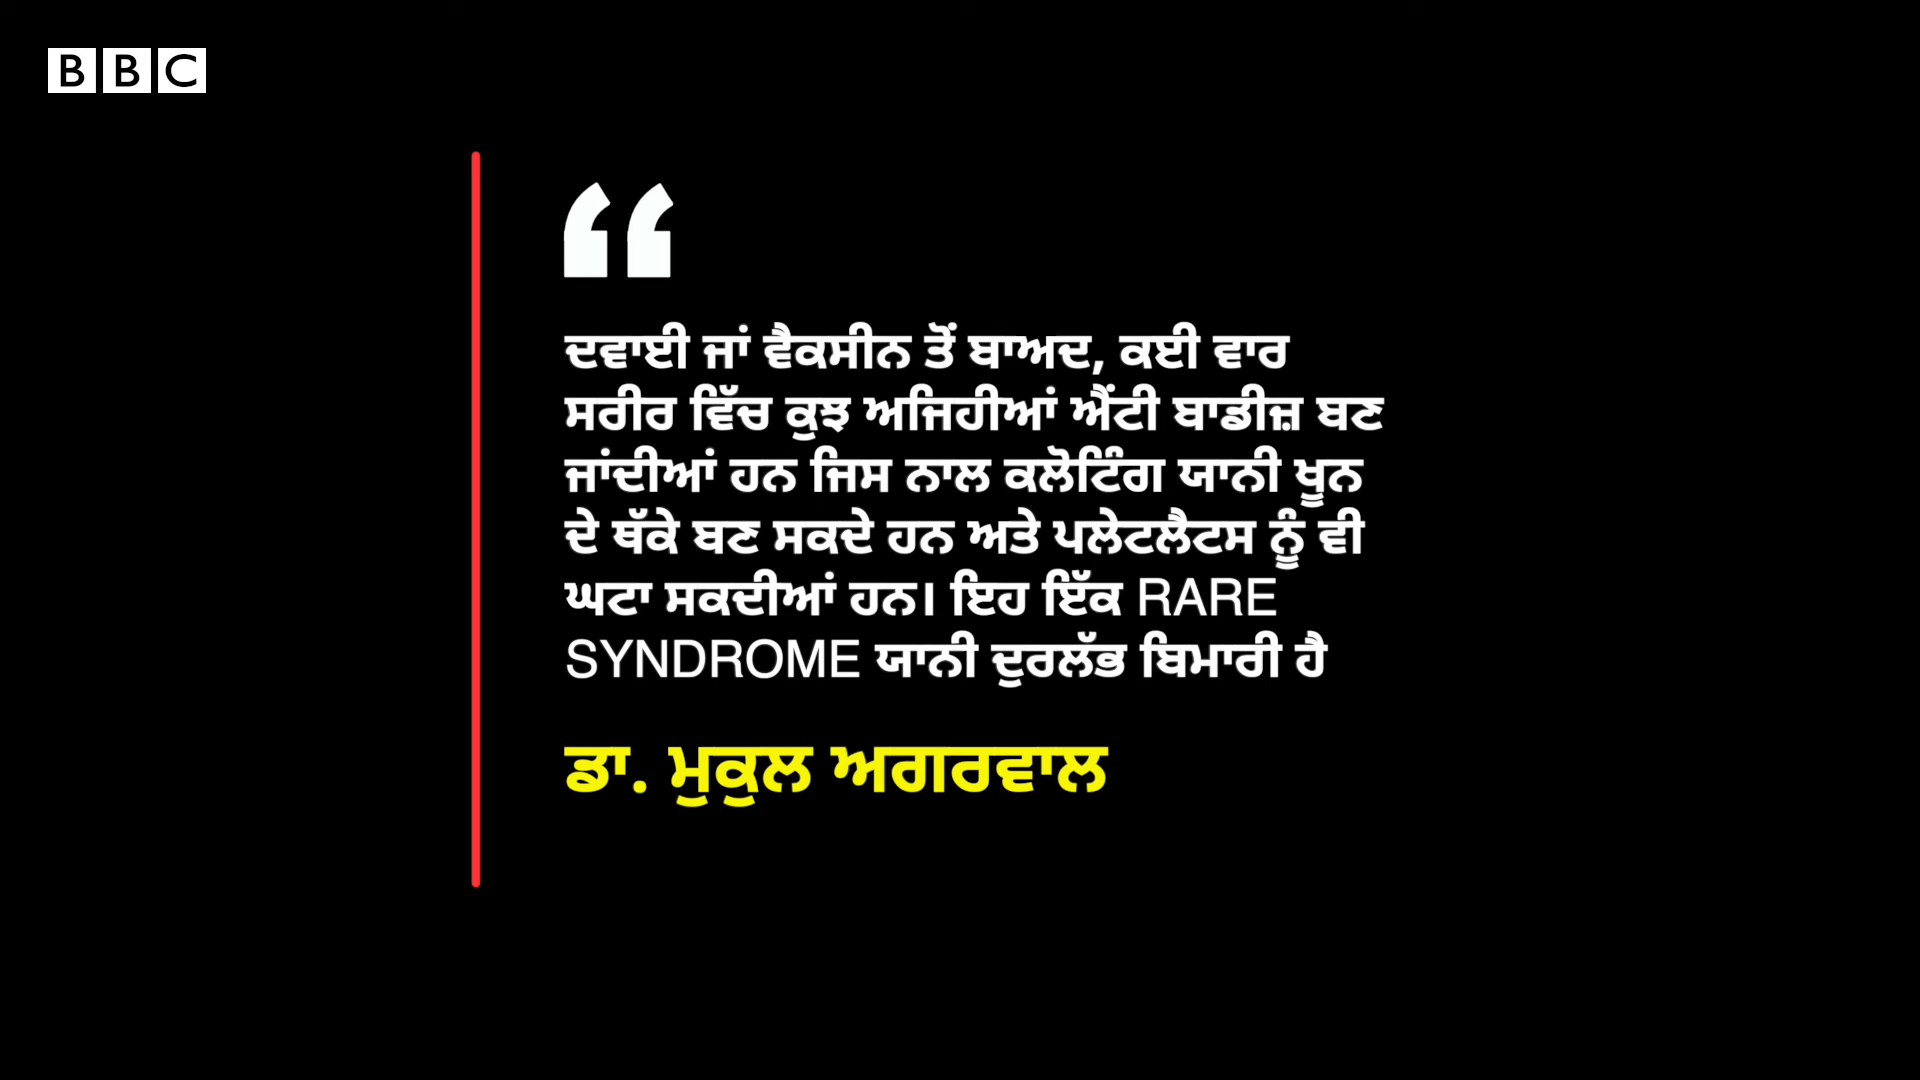 BBC
“
ਦਵਾਈ ਜਾਂ ਵੈਕਸੀਨ ਤੋਂ ਬਾਅਦ, ਕਈ ਵਾਰ
ਸਰੀਰ ਵਿੱਚ ਕੁਝ ਅਜਿਹੀਆਂ ਐਂਟੀ ਬਾਡੀਜ਼ ਬਣ
ਜਾਂਦੀਆਂ ਹਨ ਜਿਸ ਨਾਲ ਕਲੋਟਿੰਗ ਯਾਨੀ ਖ਼ੂਨ
ਦੇ ਥੱਕੇ ਬਣ ਸਕਦੇ ਹਨ ਅਤੇ ਪਲੇਟਲੈਟਸ ਨੂੰ ਵੀ
ਘਟਾ ਸਕਦੀਆਂ ਹਨ। ਇਹ ਇੱਕ RARE
SYNDROME ਯਾਨੀ ਦੁਰਲੱਭ ਬਿਮਾਰੀ ਹੈ
ਡਾ. ਮੁਕੁਲ ਅਗਰਵਾਲ